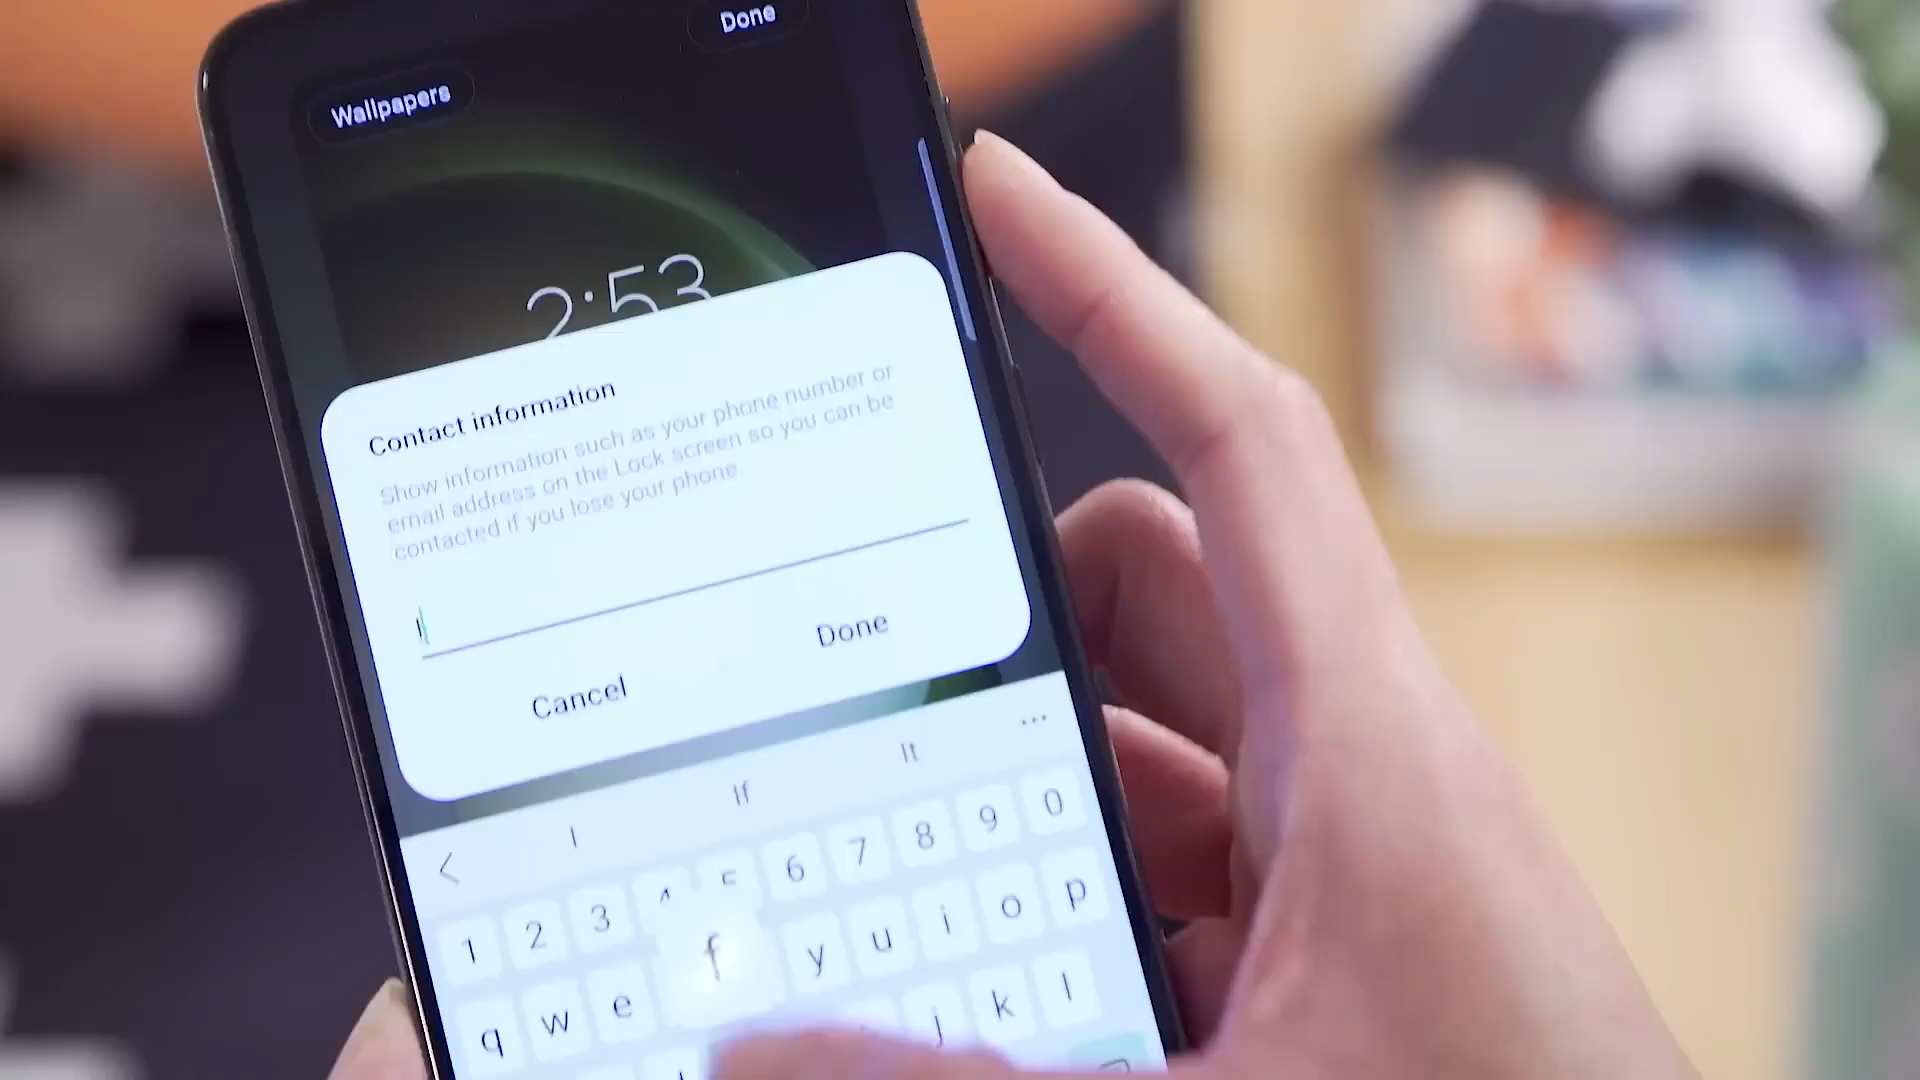 Done
Wallpapers
2:53
Contact information
Show information such as your phone number or
email address on the Lock screen so you can be
contacted if you lose your phone.
I
Cancel
Done
I
If
It
1 2 3 4 5 6 7 8 9 0
q w e f y u i o p
j k l